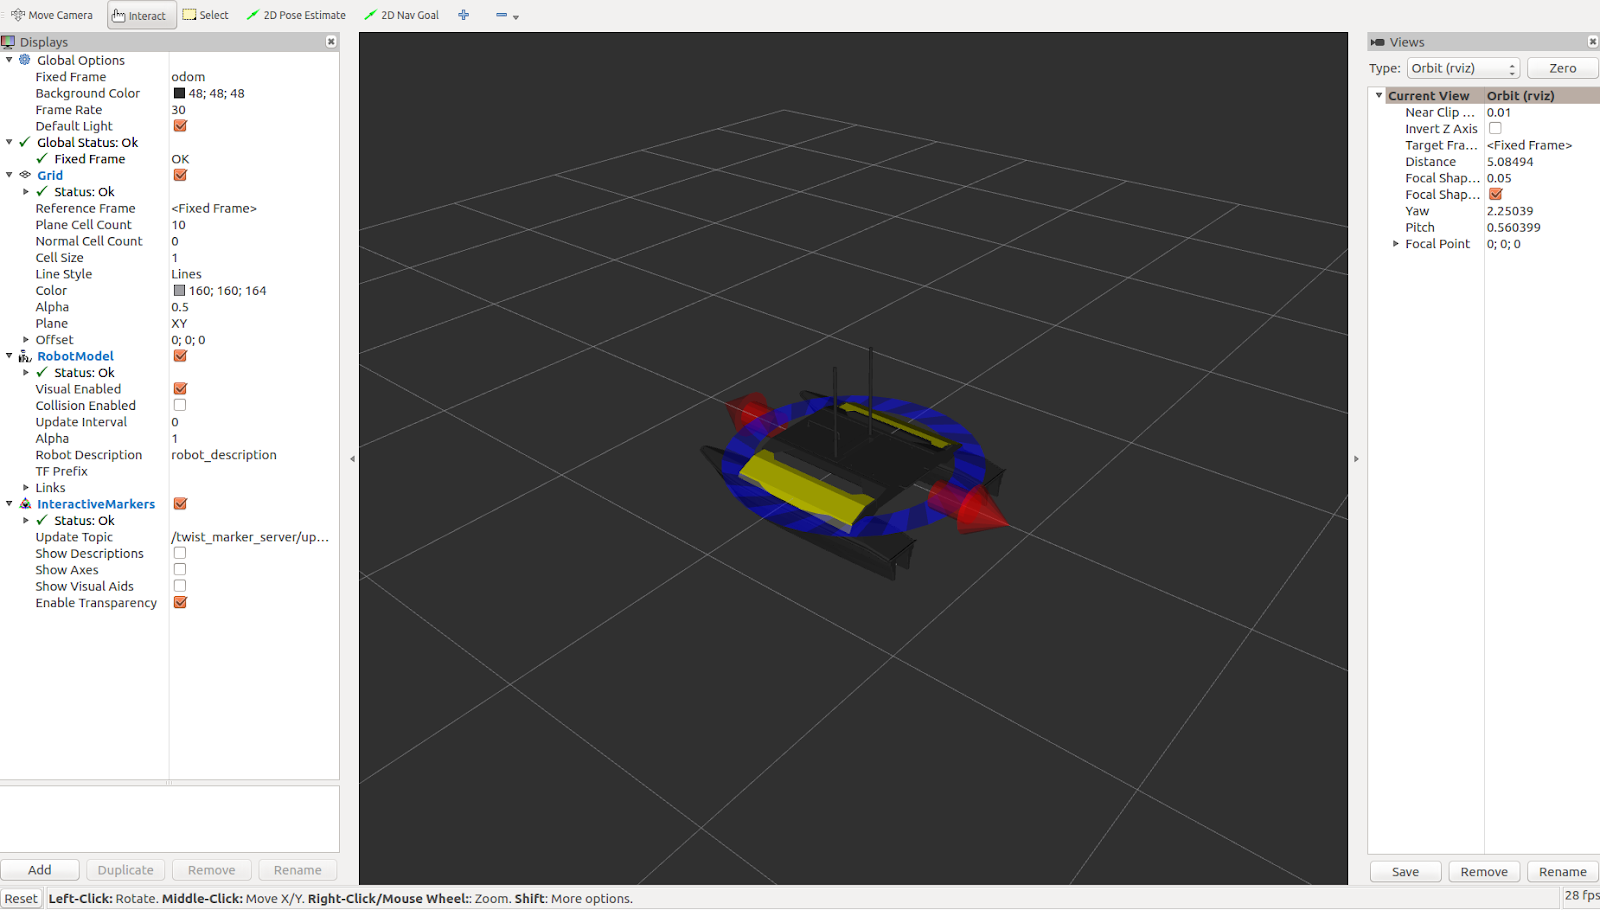 Move Camera Interact Select 2D Pose Estimate 2D Nav Goal
Displays
Global Options
Fixed Frame odom
Background Color 48; 48; 48
Frame Rate 30
Default Light
Global Status: Ok
Fixed Frame OK
Grid
Status: Ok
Reference Frame <Fixed Frame>
Plane Cell Count 10
Normal Cell Count 0
Cell Size 1
Line Style Lines
Color 160; 160; 164
Alpha 0.5
Plane XY
Offset 0; 0; 0
RobotModel
Status: Ok
Visual Enabled
Collision Enabled
Update Interval 0
Alpha 1
Robot Description robot_description
TF Prefix
Links
InteractiveMarkers
Status: Ok
Update Topic /twist_marker_server/up...
Show Descriptions
Show Axes
Show Visual Aids
Enable Transparency
Add Duplicate Remove Rename
Views
Type: Orbit (rviz) Zero
Current View Orbit (rviz)
Near Clip ... 0.01
Invert Z Axis
Target Fra... <Fixed Frame>
Distance 5.08494
Focal Shap... 0.05
Focal Shap...
Yaw 2.25039
Pitch 0.560399
Focal Point 0; 0; 0
Save Remove Rename
Reset Left-Click: Rotate. Middle-Click: Move X/Y. Right-Click/Mouse Wheel:: Zoom. Shift: More options. 28 fps